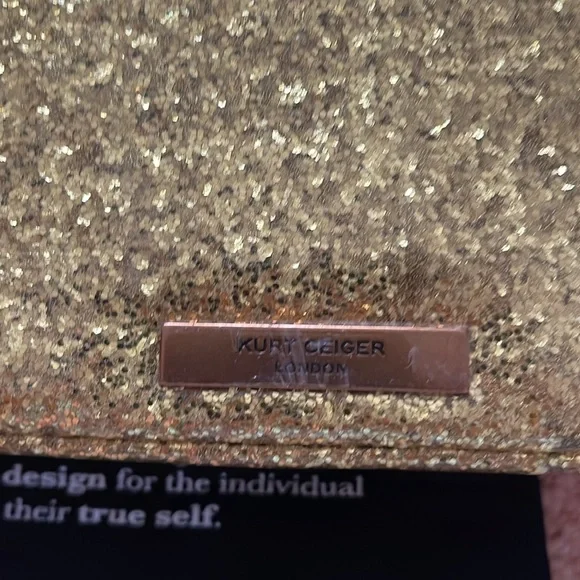 KURT GEIGER
LONDON
design for the individual
their true self.